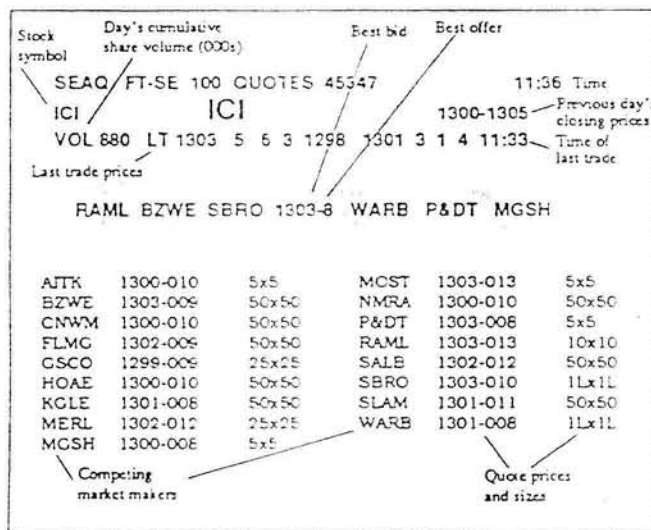 Stock symbol
Day's cumulative share volume (000s)
Best bid
Best offer
SEAQ FT-SE 100 QUOTES 45347
11:36 Time
ICI
ICI
1300-1305
Previous day's closing prices
VOL 880 LT 1303 5 6 3 1298 1301 3 1 4 11:33
Time of last trade
Last trade prices
RAML BZWE SBRO 1303-8 WARB P&DT MGSH
AITK 1300-010 5x5
BZWE 1303-009 50x50
CNWM 1300-010 50x50
FLMG 1302-009 50x50
GSCO 1299-009 25x25
HOAE 1300-010 50x50
KGLE 1301-008 50x50
MERL 1302-012 25x25
MGSH 1300-008 5x5
MCST 1303-013 5x5
NMRA 1300-010 50x50
P&DT 1303-008 5x5
RAML 1303-013 10x10
SALB 1302-012 50x50
SBRO 1303-010 1Lx1L
SLAM 1301-011 50x50
WARB 1301-008 1Lx1L
Competing market makers
Quote prices and sizes